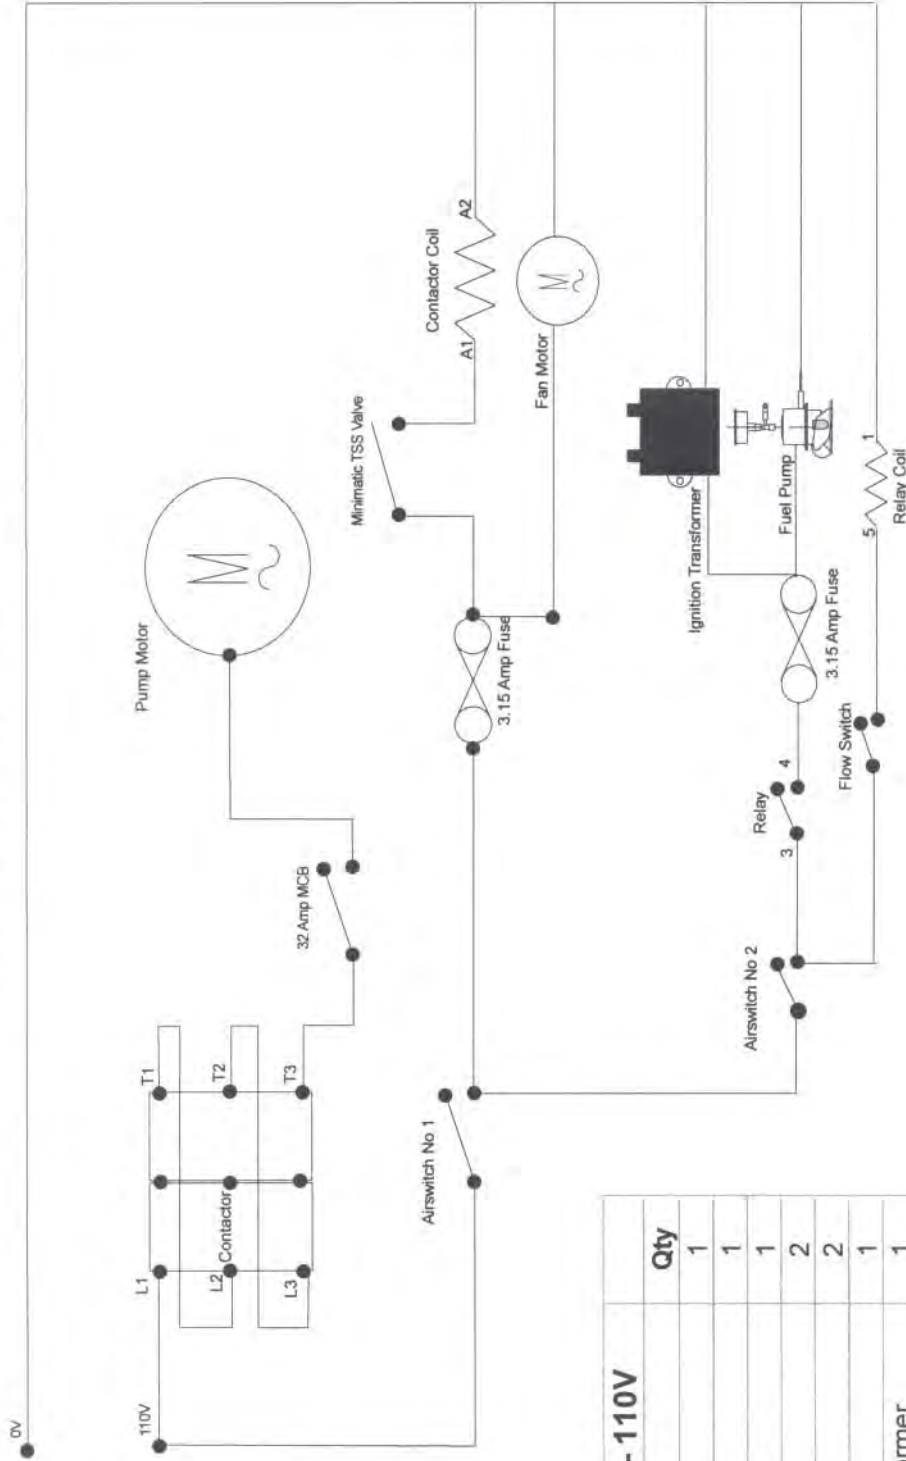 0V
110V
L1
L2
L3
Contactor
T1
T2
T3
32 Amp MCB
Pump Motor
M
Airswitch No 1
3.15 Amp Fuse
Minimatic TSS Valve
A1
Contactor Coil
A2
Fan Motor
M
Airswitch No 2
3
Relay
4
3.15 Amp Fuse
Ignition Transformer
Fuel Pump
Flow Switch
5
Relay Coil
1
- 110V
Qty
1
1
1
2
2
1
1